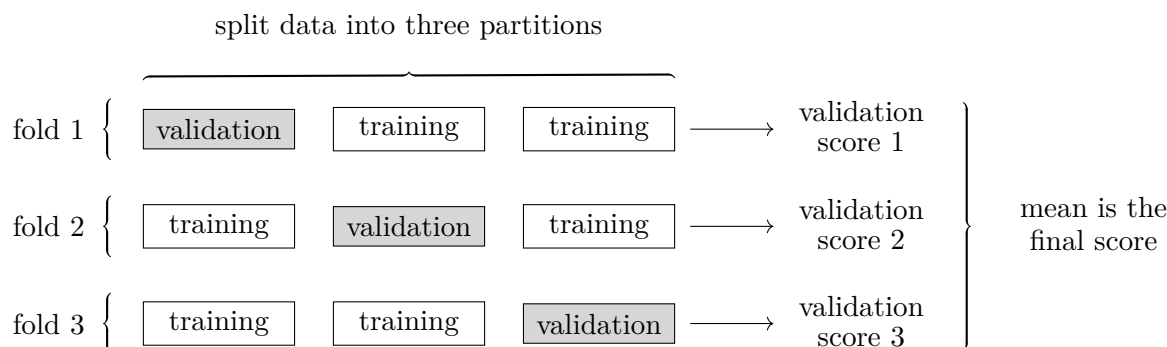 split data into three partitions
fold 1 validation training training validation
score 1
fold 2 training validation training validation
score 2
mean is the
final score
fold 3 training training validation validation
score 3